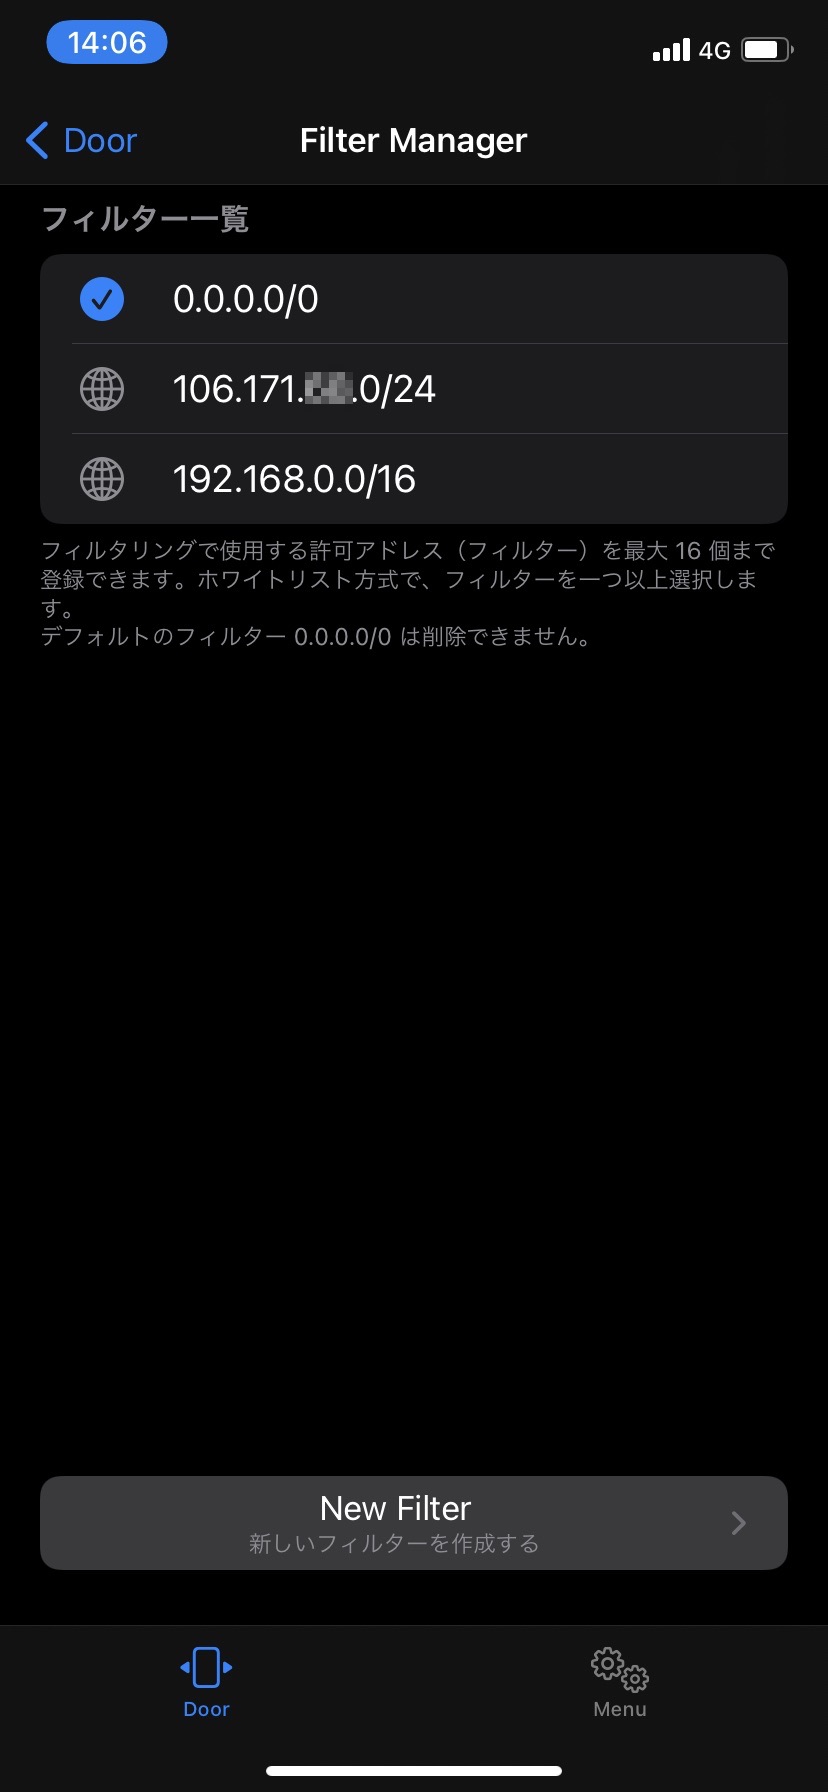 14:06
4G
Door
Filter Manager
フィルター一覧
0.0.0.0/0
106.171. .0/24
192.168.0.0/16
フィルタリングで使用する許可アドレス（フィルター）を最大 16 個まで
登録できます。ホワイトリスト方式で、フィルターを一つ以上選択しま
す。
デフォルトのフィルター 0.0.0.0/0 は削除できません。
New Filter
新しいフィルターを作成する
Door
Menu